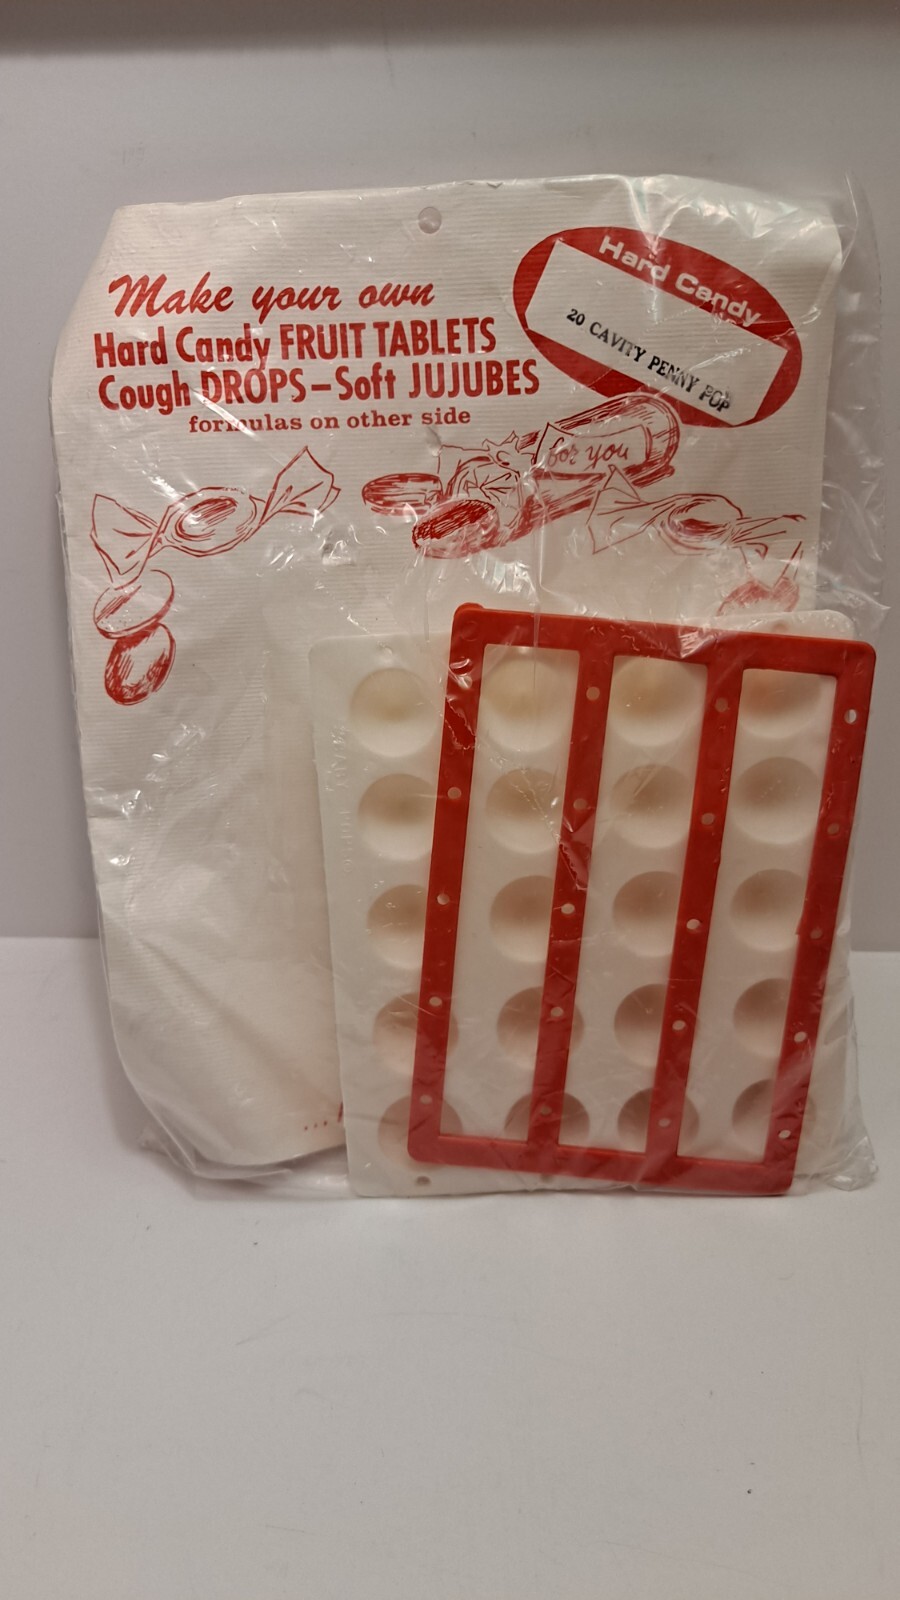 Make your own
Hard Candy FRUIT TABLETS
Cough DROPS–Soft JUJUBES
formulas on other side
Hard Candy
20 CAVITY PENNY POP
for you
...